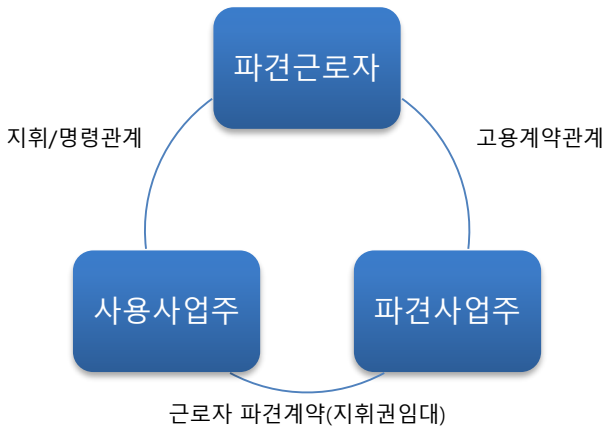 파견근로자
지휘/명령관계
고용계약관계
사용사업주
파견사업주
근로자 파견계약(지휘권임대)